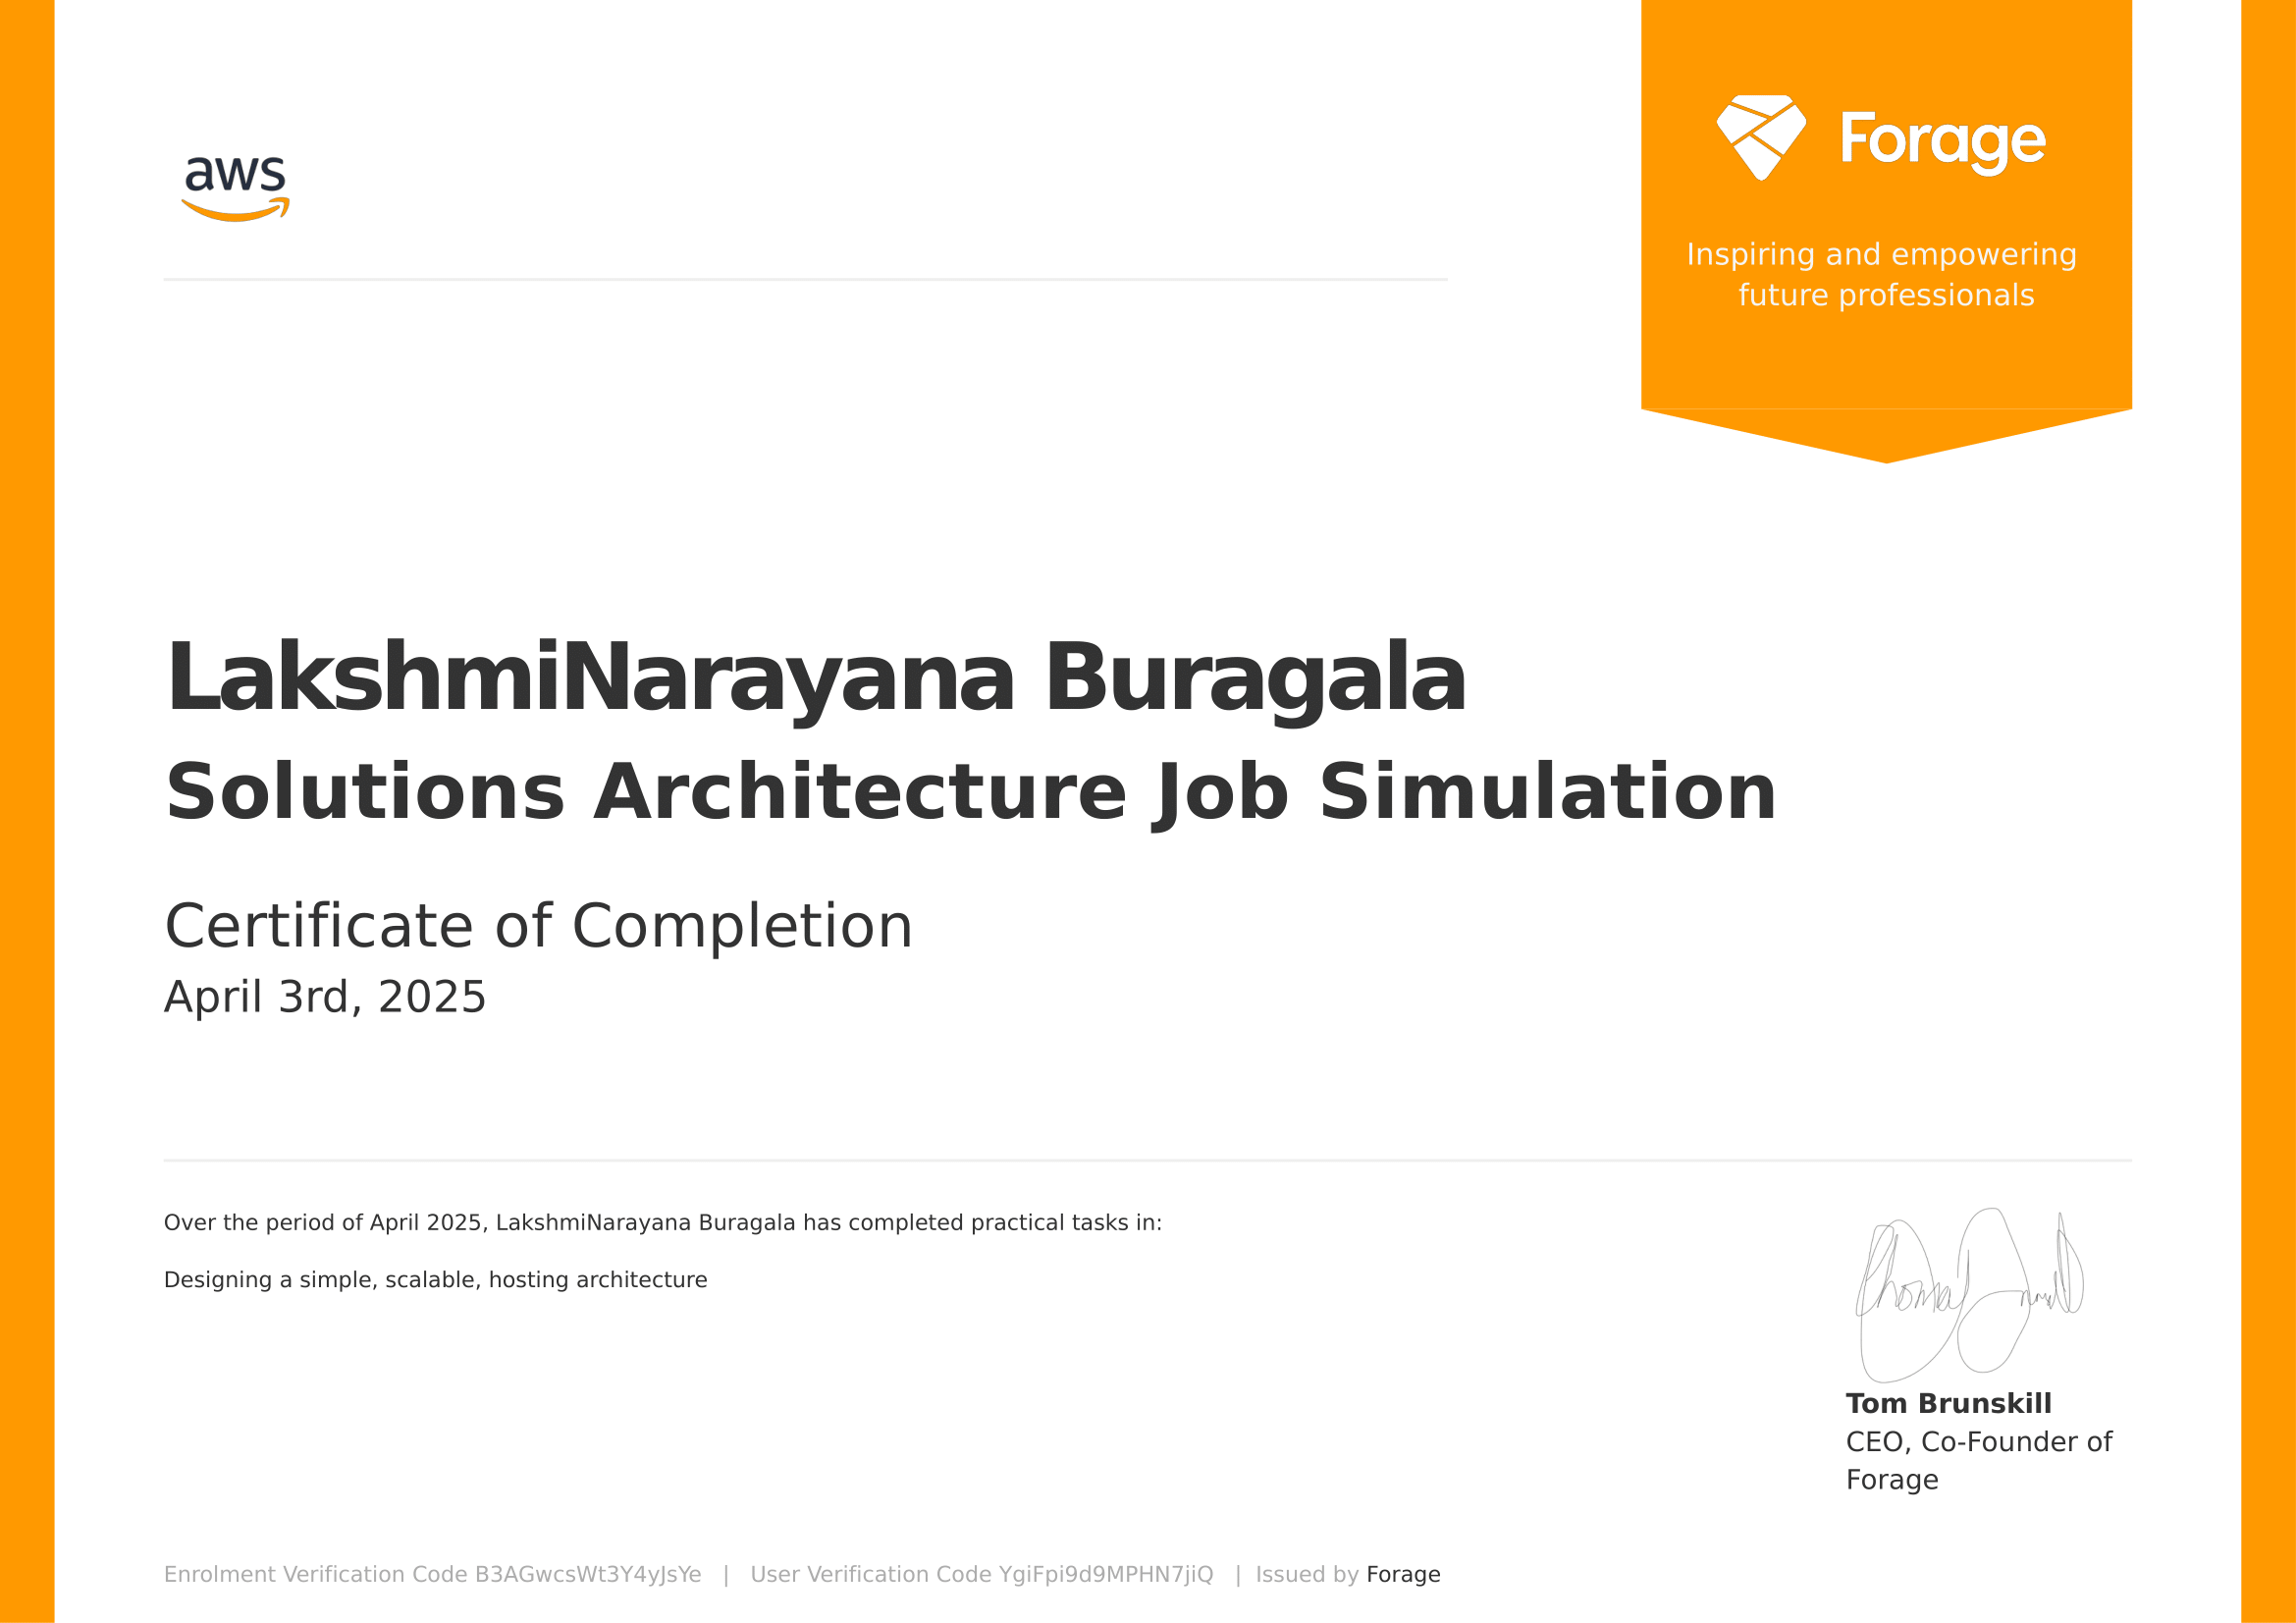 aws
Forage
Inspiring and empowering
future professionals
LakshmiNarayana Buragala
Solutions Architecture Job Simulation
Certificate of Completion
April 3rd, 2025
Over the period of April 2025, LakshmiNarayana Buragala has completed practical tasks in:
Designing a simple, scalable, hosting architecture
Tom Brunskill
CEO, Co-Founder of
Forage
Enrolment Verification Code B3AGwcsWt3Y4yJsYe | User Verification Code YgiFpi9d9MPHN7jiQ | Issued by Forage